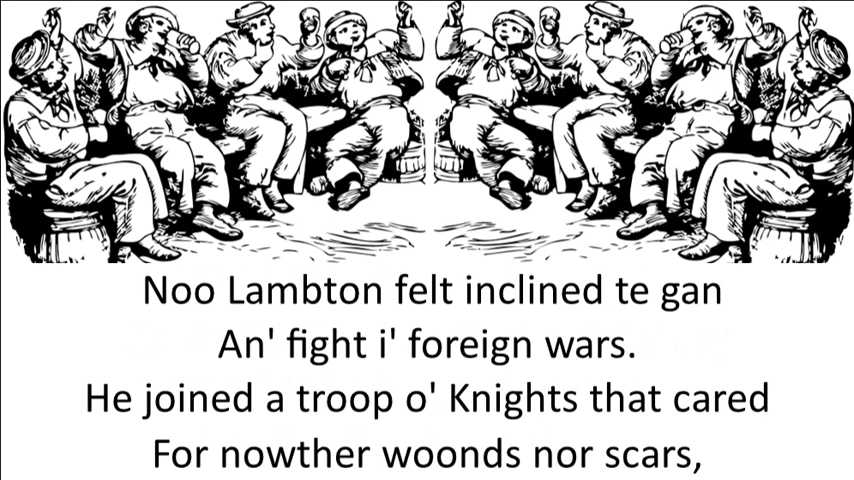 Noo Lambton felt inclined te gan
An' fight i' foreign wars.
He joined a troop o' Knights that cared
For nowther woonds nor scars,